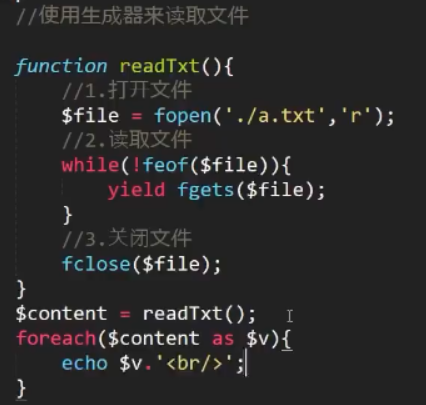 //使用生成器来读取文件
function readTxt(){
//1.打开文件
$file = fopen('./a.txt','r');
//2.读取文件
while(!feof($file)){
yield fgets($file);
}
//3.关闭文件
fclose($file);
}
$content = readTxt();
foreach($content as $v){
echo $v.'<br/>';
}